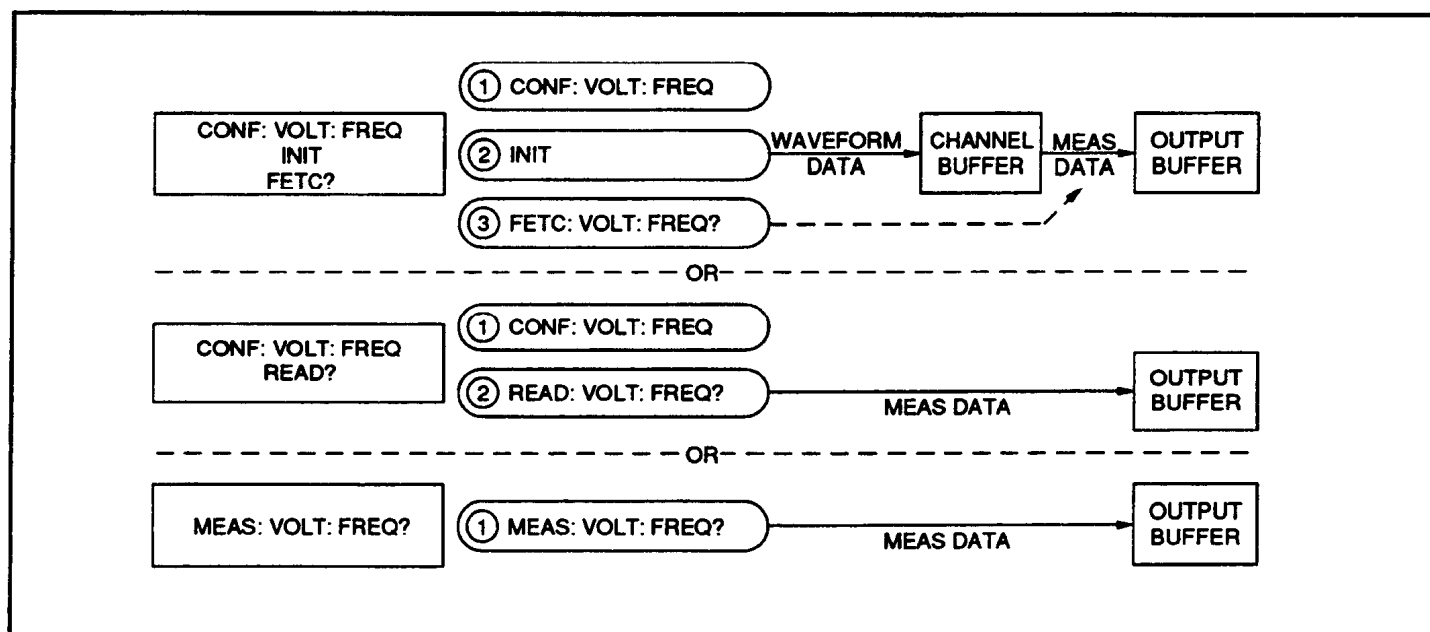 CONF: VOLT: FREQ
INIT
FETC?
1 CONF: VOLT: FREQ
2 INIT
3 FETC: VOLT: FREQ?
WAVEFORM
DATA
CHANNEL
BUFFER
MEAS
DATA
OUTPUT
BUFFER
OR
CONF: VOLT: FREQ
READ?
1 CONF: VOLT: FREQ
2 READ: VOLT: FREQ?
MEAS DATA
OUTPUT
BUFFER
OR
MEAS: VOLT: FREQ?
1 MEAS: VOLT: FREQ?
MEAS DATA
OUTPUT
BUFFER